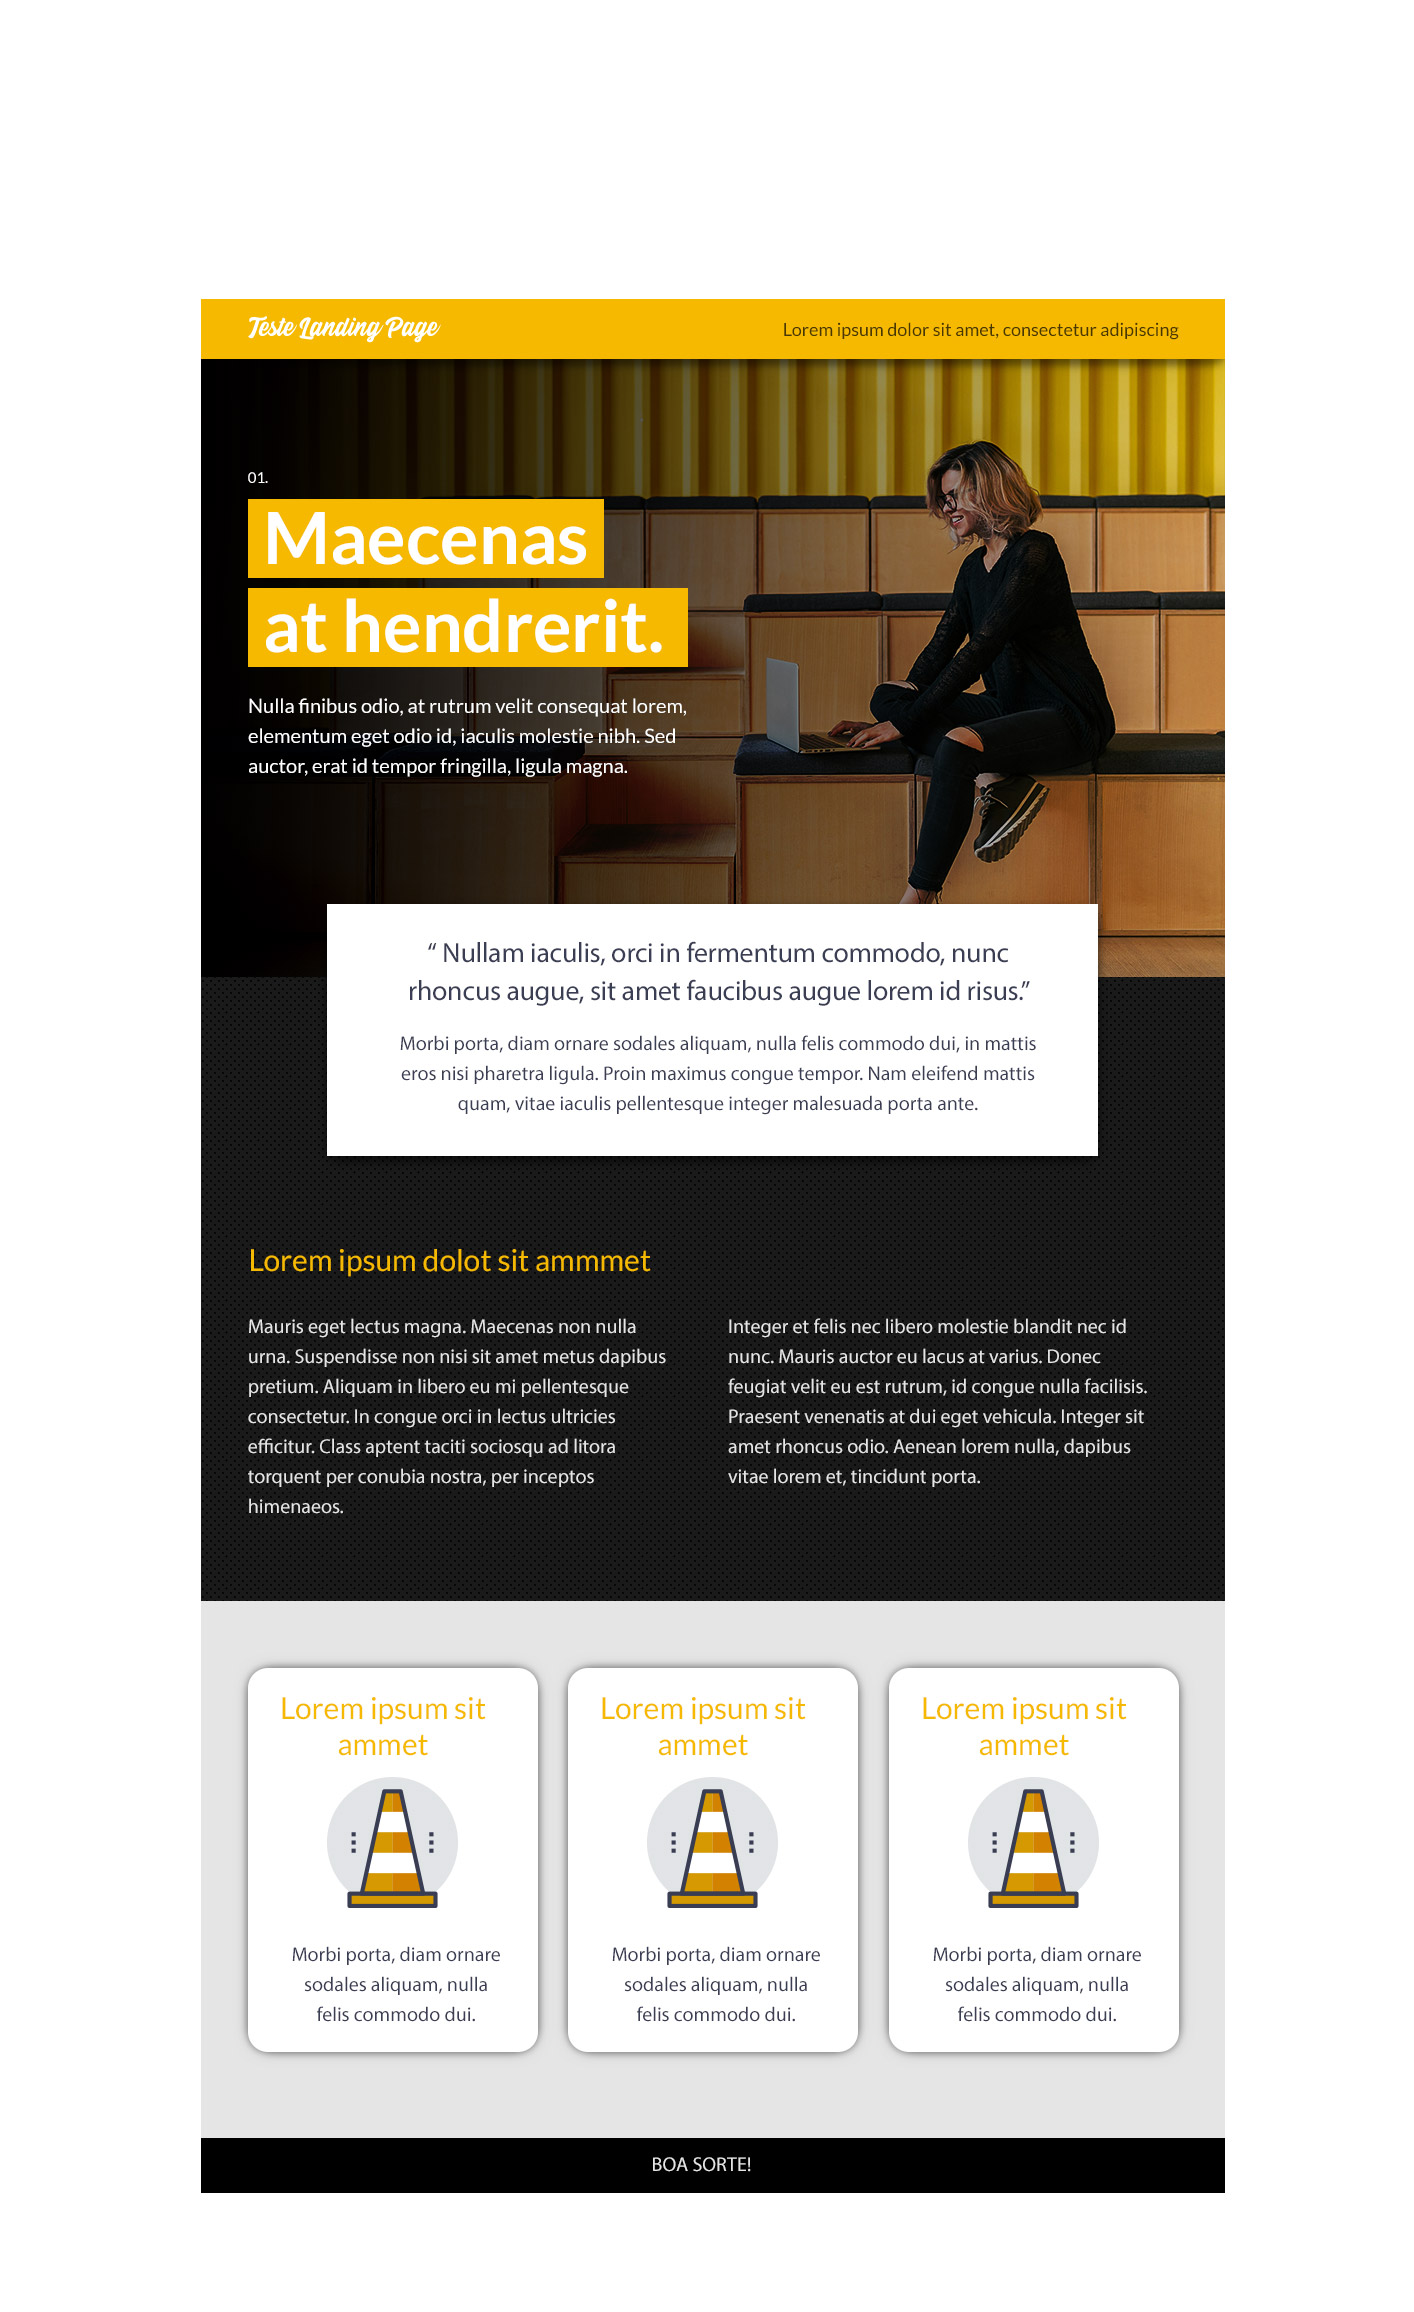 Teste Landing Page
Lorem ipsum dolor sit amet, consectetur adipiscing
01.
Maecenas
at hendrerit.
Nulla finibus odio, at rutrum velit consequat lorem,
elementum eget odio id, iaculis molestie nibh. Sed
auctor, erat id tempor fringilla, ligula magna.
“ Nullam iaculis, orci in fermentum commodo, nunc
rhoncus augue, sit amet faucibus augue lorem id risus.”
Morbi porta, diam ornare sodales aliquam, nulla felis commodo dui, in mattis
eros nisi pharetra ligula. Proin maximus congue tempor. Nam eleifend mattis
quam, vitae iaculis pellentesque integer malesuada porta ante.
Lorem ipsum dolot sit ammmet
Mauris eget lectus magna. Maecenas non nulla
urna. Suspendisse non nisi sit amet metus dapibus
pretium. Aliquam in libero eu mi pellentesque
consectetur. In congue orci in lectus ultricies
efficitur. Class aptent taciti sociosqu ad litora
torquent per conubia nostra, per inceptos
himenaeos.
Integer et felis nec libero molestie blandit nec id
nunc. Mauris auctor eu lacus at varius. Donec
feugiat velit eu est rutrum, id congue nulla facilisis.
Praesent venenatis at dui eget vehicula. Integer sit
amet rhoncus odio. Aenean lorem nulla, dapibus
vitae lorem et, tincidunt porta.
Lorem ipsum sit
ammet
Morbi porta, diam ornare
sodales aliquam, nulla
felis commodo dui.
Lorem ipsum sit
ammet
Morbi porta, diam ornare
sodales aliquam, nulla
felis commodo dui.
Lorem ipsum sit
ammet
Morbi porta, diam ornare
sodales aliquam, nulla
felis commodo dui.
BOA SORTE!